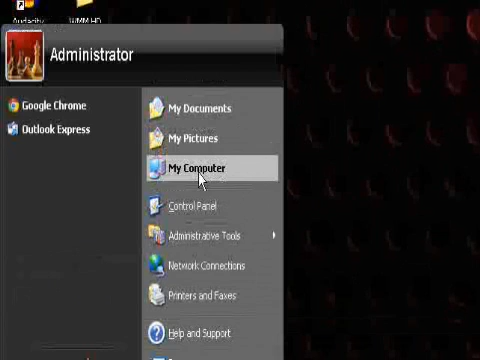 Audacity
WMM HD
Administrator
Google Chrome
Outlook Express
My Documents
My Pictures
My Computer
Control Panel
Administrative Tools
Network Connections
Printers and Faxes
Help and Support